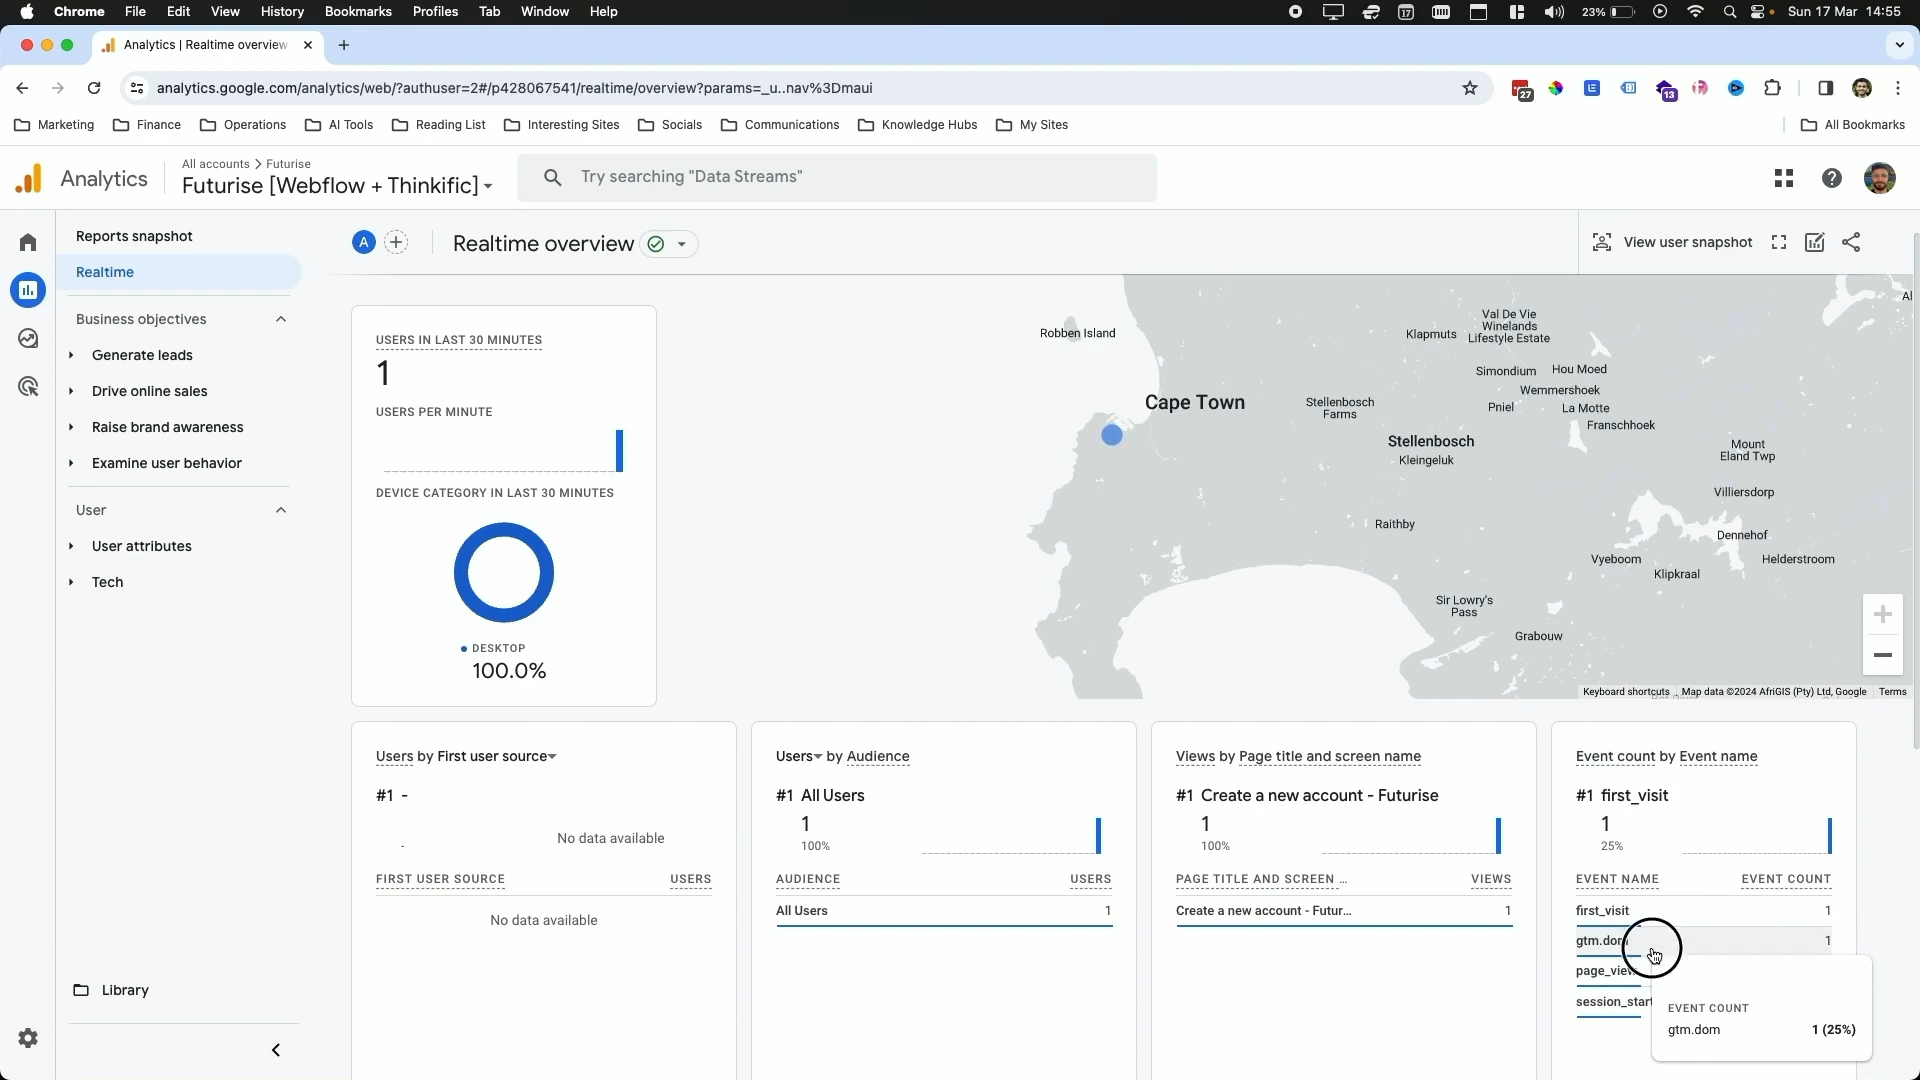 Chrome File Edit View History Bookmarks Profiles Tab Window Help
17 23% Sun 17 Mar 14:55
Analytics | Realtime overview
analytics.google.com/analytics/web/?authuser=2#/p428067541/realtime/overview?params=_u..nav%3Dmaui
27 13
Marketing Finance Operations AI Tools Reading List Interesting Sites Socials Communications Knowledge Hubs My Sites All Bookmarks
Analytics
All accounts > Futurise
Futurise [Webflow + Thinkific]
Try searching "Data Streams"
Reports snapshot
Realtime
Business objectives
Generate leads
Drive online sales
Raise brand awareness
Examine user behavior
User
User attributes
Tech
Library
A
Realtime overview
View user snapshot
USERS IN LAST 30 MINUTES
1
USERS PER MINUTE
DEVICE CATEGORY IN LAST 30 MINUTES
DESKTOP
100.0%
Al
Robben Island
Val De Vie
Winelands
Lifestyle Estate
Klapmuts
Simondium
Hou Moed
Wemmershoek
Cape Town
Stellenbosch
Farms
Pniel
La Motte
Franschhoek
Stellenbosch
Kleingeluk
Mount
Eland Twp
Villiersdorp
Raithby
Dennehof
Vyeboom
Helderstroom
Klipkraal
Sir Lowry's
Pass
Grabouw
Keyboard shortcuts Map data ©2024 AfriGIS (Pty) Ltd, Google Terms
Users by First user source
#1 -
-
No data available
FIRST USER SOURCE USERS
No data available
Users by Audience
#1 All Users
1
100%
AUDIENCE USERS
All Users 1
Views by Page title and screen name
#1 Create a new account - Futurise
1
100%
PAGE TITLE AND SCREEN ... VIEWS
Create a new account - Futur... 1
Event count by Event name
#1 first_visit
1
25%
EVENT NAME EVENT COUNT
first_visit 1
gtm.dom 1
page_view
session_start
EVENT COUNT
gtm.dom 1 (25%)